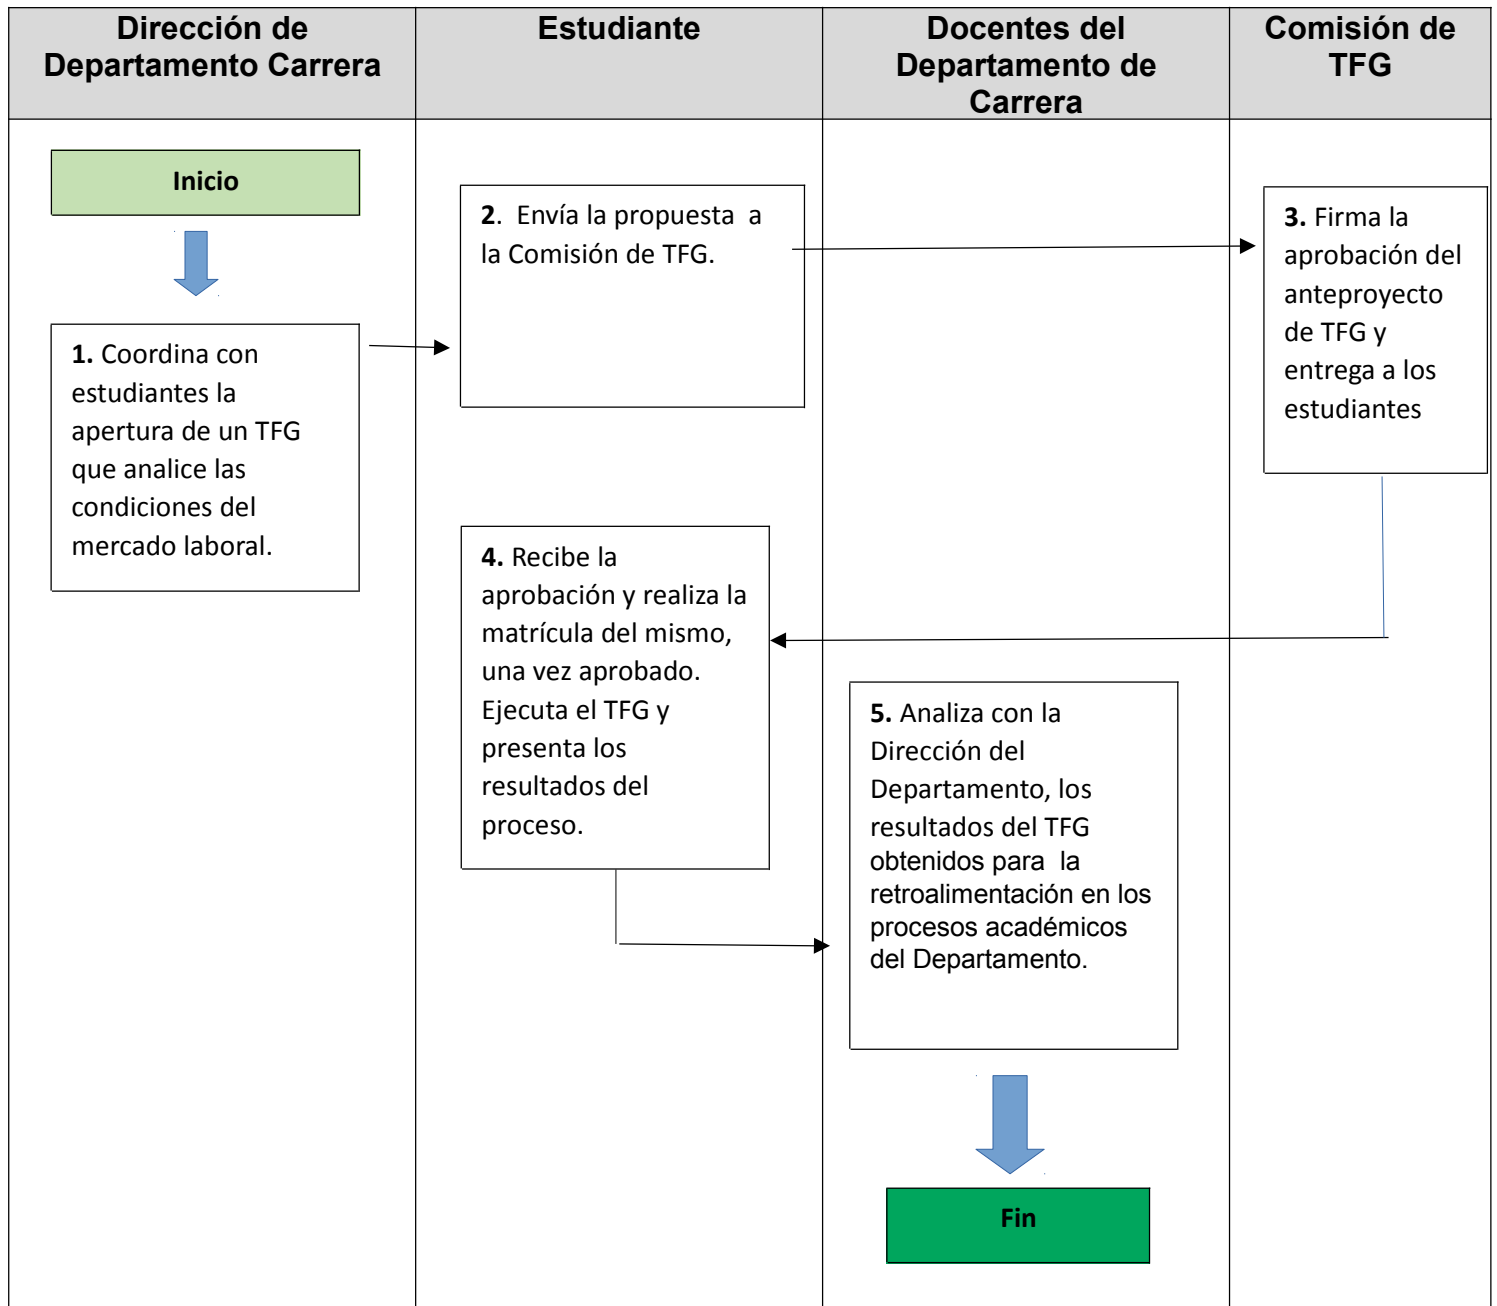 Dirección de
Departamento Carrera
Estudiante
Docentes del
Departamento de
Carrera
Comisión de
TFG
Inicio
1. Coordina con
estudiantes la
apertura de un TFG
que analice las
condiciones del
mercado laboral.
2.  Envía la propuesta  a
la Comisión de TFG.
3. Firma la
aprobación del
anteproyecto
de TFG y
entrega a los
estudiantes
4. Recibe la
aprobación y realiza la
matrícula del mismo,
una vez aprobado.
Ejecuta el TFG y
presenta los
resultados del
proceso.
5. Analiza con la
Dirección del
Departamento, los
resultados del TFG
obtenidos para  la
retroalimentación en los
procesos académicos
del Departamento.
Fin